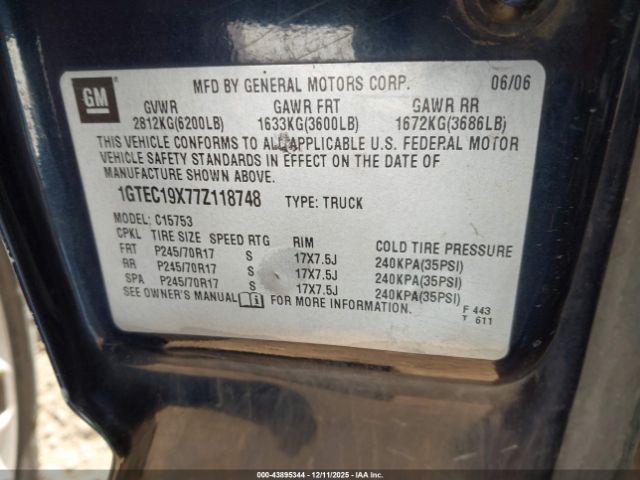 GM
MFD BY GENERAL MOTORS CORP. 06/06
GVWR GAWR FRT GAWR RR
2812KG(6200LB) 1633KG(3600LB) 1672KG(3686LB)
THIS VEHICLE CONFORMS TO ALL APPLICABLE U.S. FEDERAL MOTOR
VEHICLE SAFETY STANDARDS IN EFFECT ON THE DATE OF
MANUFACTURE SHOWN ABOVE.
1GTEC19X77Z118748 TYPE: TRUCK
MODEL: C15753
CPKL TIRE SIZE SPEED RTG RIM COLD TIRE PRESSURE
FRT P245/70R17 S 17X7.5J 240KPA(35PSI)
RR P245/70R17 S 17X7.5J 240KPA(35PSI)
SPA P245/70R17 S 17X7.5J 240KPA(35PSI)
SEE OWNER'S MANUAL FOR MORE INFORMATION.
F 443
T 611
00-43895344 - 12/11/2025 - IAAI.COM